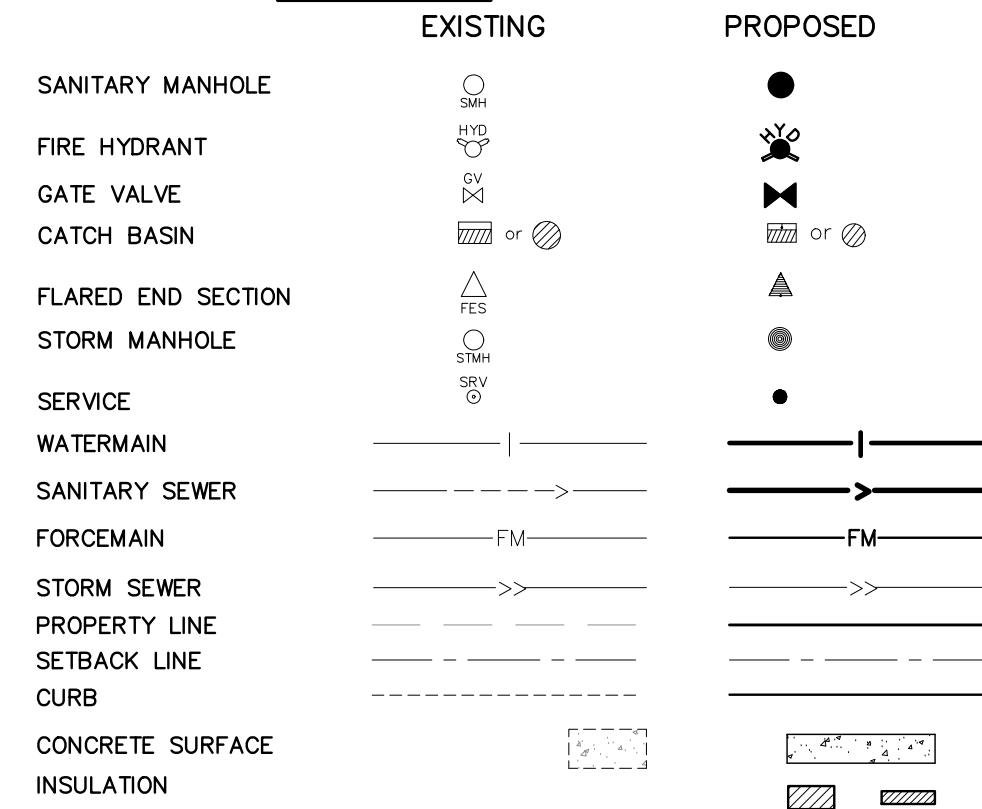 EXISTING PROPOSED
SANITARY MANHOLE
SMH
FIRE HYDRANT
HYD HYD
GATE VALVE
GV
CATCH BASIN or or
FLARED END SECTION
FES
STORM MANHOLE
STMH
SERVICE
SRV
WATERMAIN
SANITARY SEWER
FORCEMAIN FM FM
STORM SEWER
PROPERTY LINE
SETBACK LINE
CURB
CONCRETE SURFACE
INSULATION